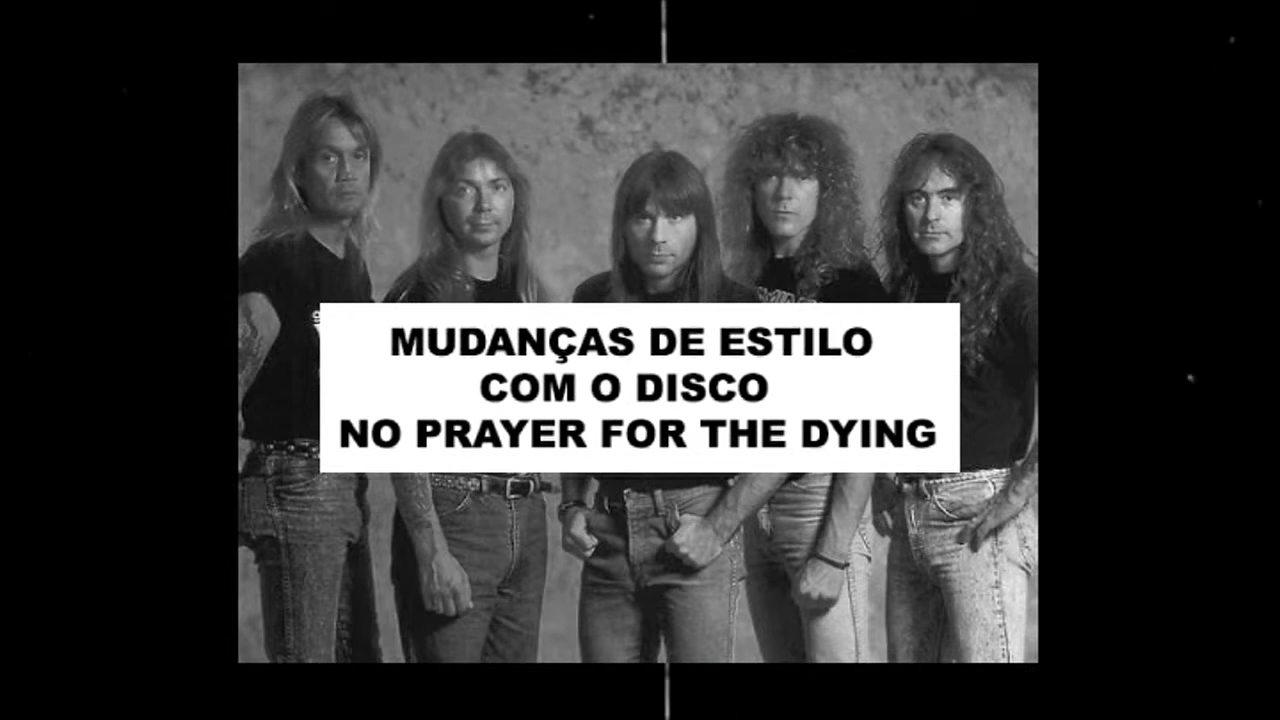 MUDANÇAS DE ESTILO
COM O DISCO
NO PRAYER FOR THE DYING